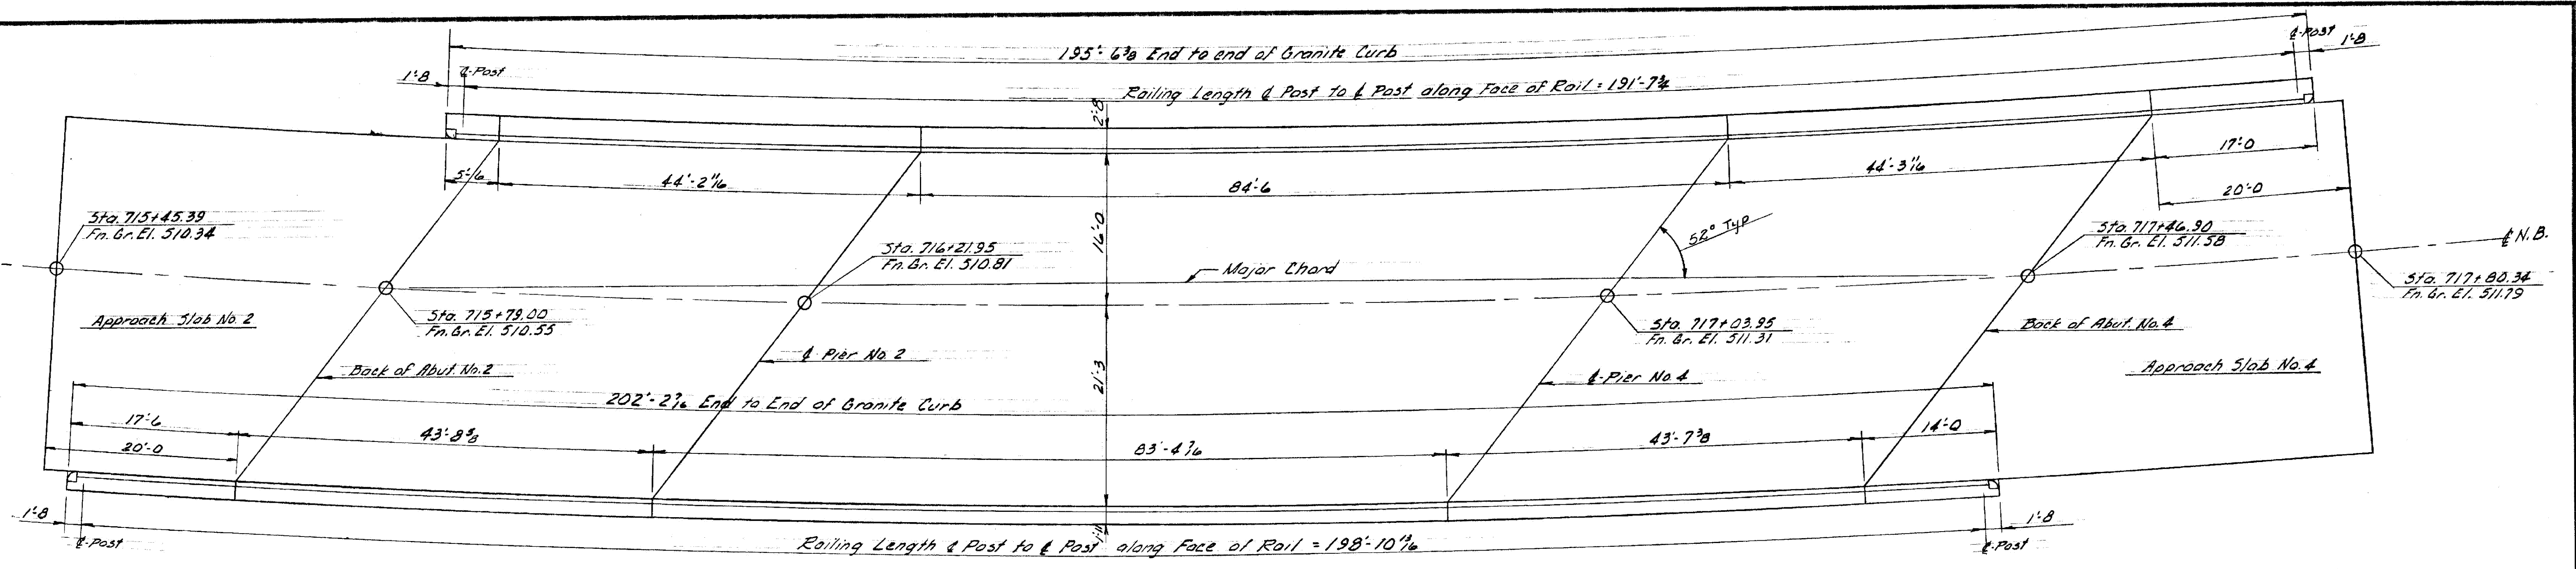 195'-6⅜ End to end of Granite Curb
℄-Post
1'-8
1'-8
℄-Post
Railing Length ℄ Post to ℄ Post along Face of Rail = 191'-7¾
2'-8
17'-0
5'-⅙
44'-2 11/16
84'-6
44'-3 1/16
20'-0
Sta. 715+45.39
Fn. Gr. El. 510.34
16'-0
Sta. 716+21.95
Fn. Gr. El. 510.81
52° Typ
Sta. 717+46.90
Fn. Gr. El. 511.58
℄ N.B.
Major Chord
Sta. 717+80.34
Fn. Gr. El. 511.79
Approach Slab No. 2
Sta. 715+79.00
Fn. Gr. El. 510.55
Sta. 717+03.95
Fn. Gr. El. 511.31
Back of Abut. No. 4
℄ Pier No. 2
Back of Abut. No. 2
21'-3
℄-Pier No. 4
Approach Slab No. 4
202'-2 7/16 End to End of Granite Curb
17'-6
43'-8⅝
83'-4 7/16
43'-7⅜
14'-0
20'-0
1'-8
℄-Post
1'-11
Railing Length ℄ Post to ℄ Post along Face of Rail = 198'-10 13/16
1'-8
℄-Post